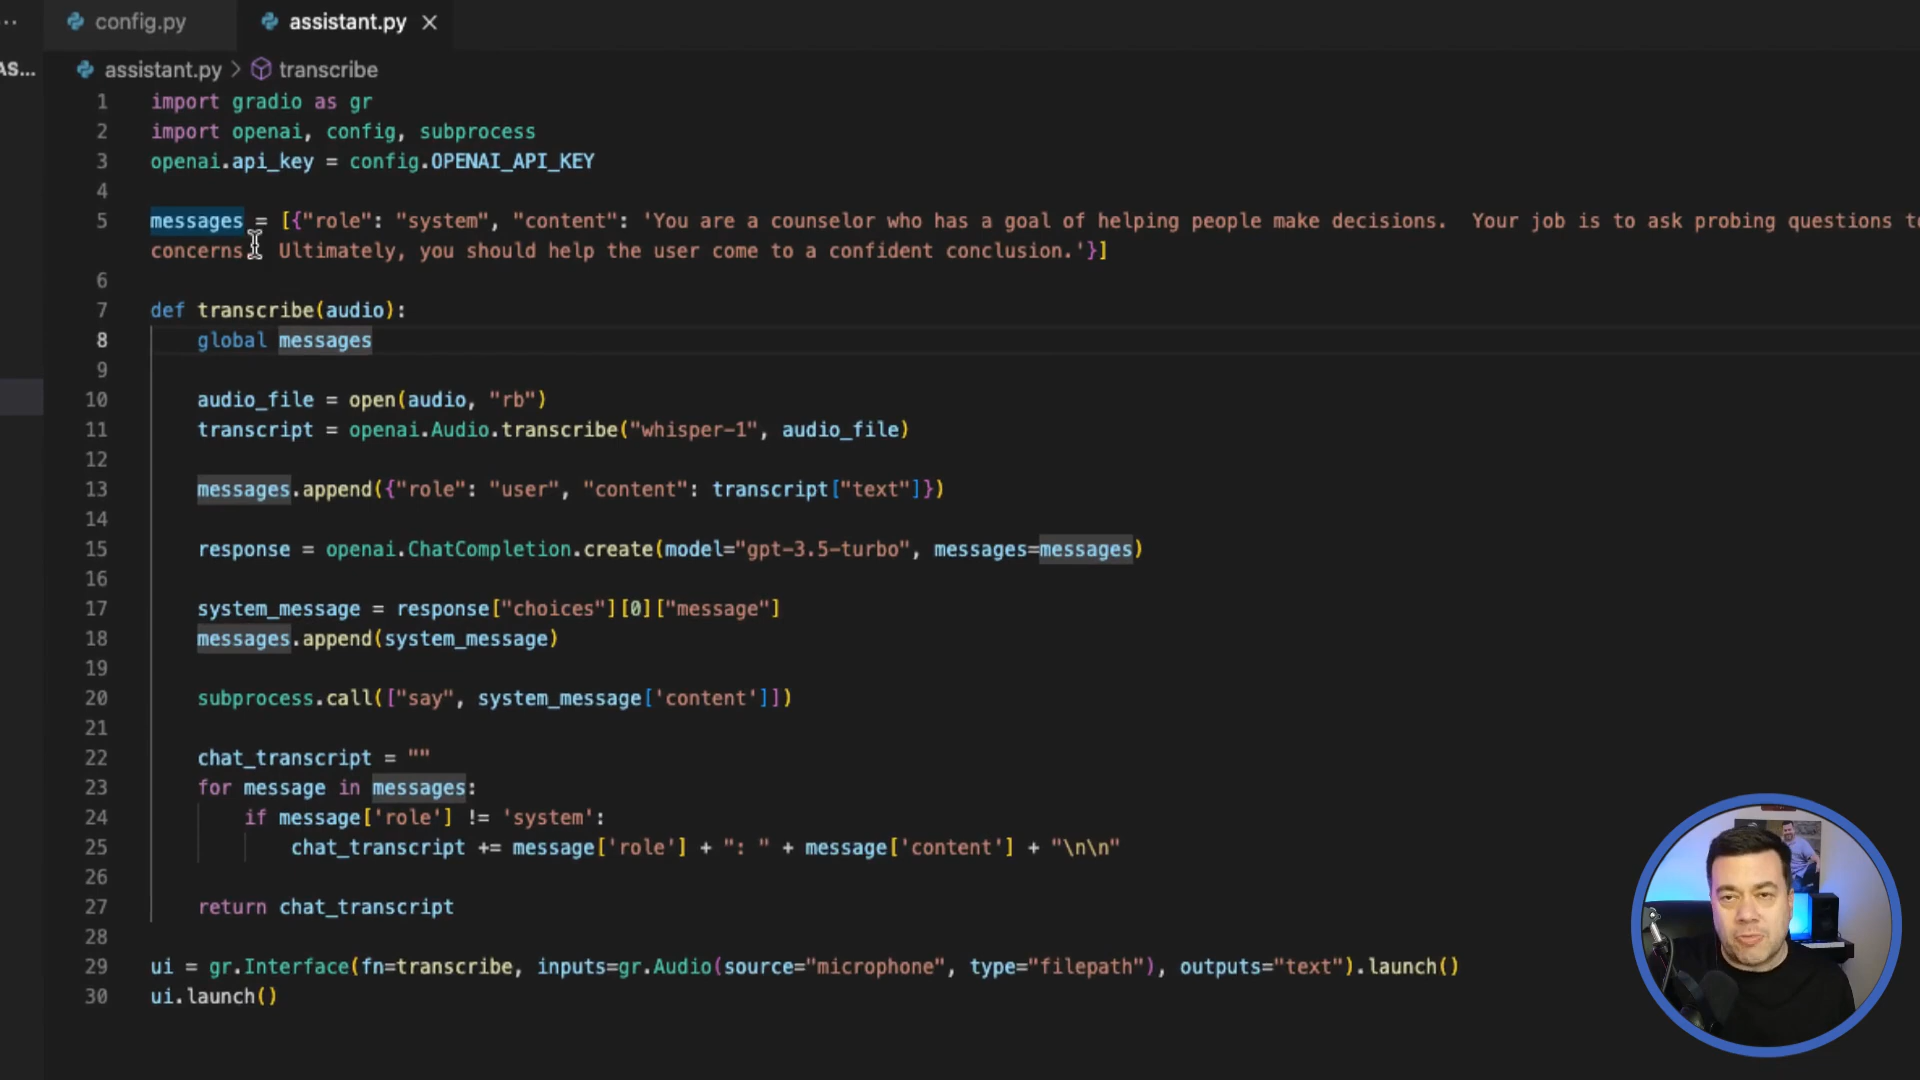 config.py
assistant.py
AS...
assistant.py > transcribe
1 import gradio as gr
2 import openai, config, subprocess
3 openai.api_key = config.OPENAI_API_KEY
4
5 messages = [{"role": "system", "content": 'You are a counselor who has a goal of helping people make decisions.  Your job is to ask probing questions to
concerns  Ultimately, you should help the user come to a confident conclusion.'}]
6
7 def transcribe(audio):
8     global messages
9
10     audio_file = open(audio, "rb")
11     transcript = openai.Audio.transcribe("whisper-1", audio_file)
12
13     messages.append({"role": "user", "content": transcript["text"]})
14
15     response = openai.ChatCompletion.create(model="gpt-3.5-turbo", messages=messages)
16
17     system_message = response["choices"][0]["message"]
18     messages.append(system_message)
19
20     subprocess.call(["say", system_message['content']])
21
22     chat_transcript = ""
23     for message in messages:
24         if message['role'] != 'system':
25             chat_transcript += message['role'] + ": " + message['content'] + "\n\n"
26
27     return chat_transcript
28
29 ui = gr.Interface(fn=transcribe, inputs=gr.Audio(source="microphone", type="filepath"), outputs="text").launch()
30 ui.launch()